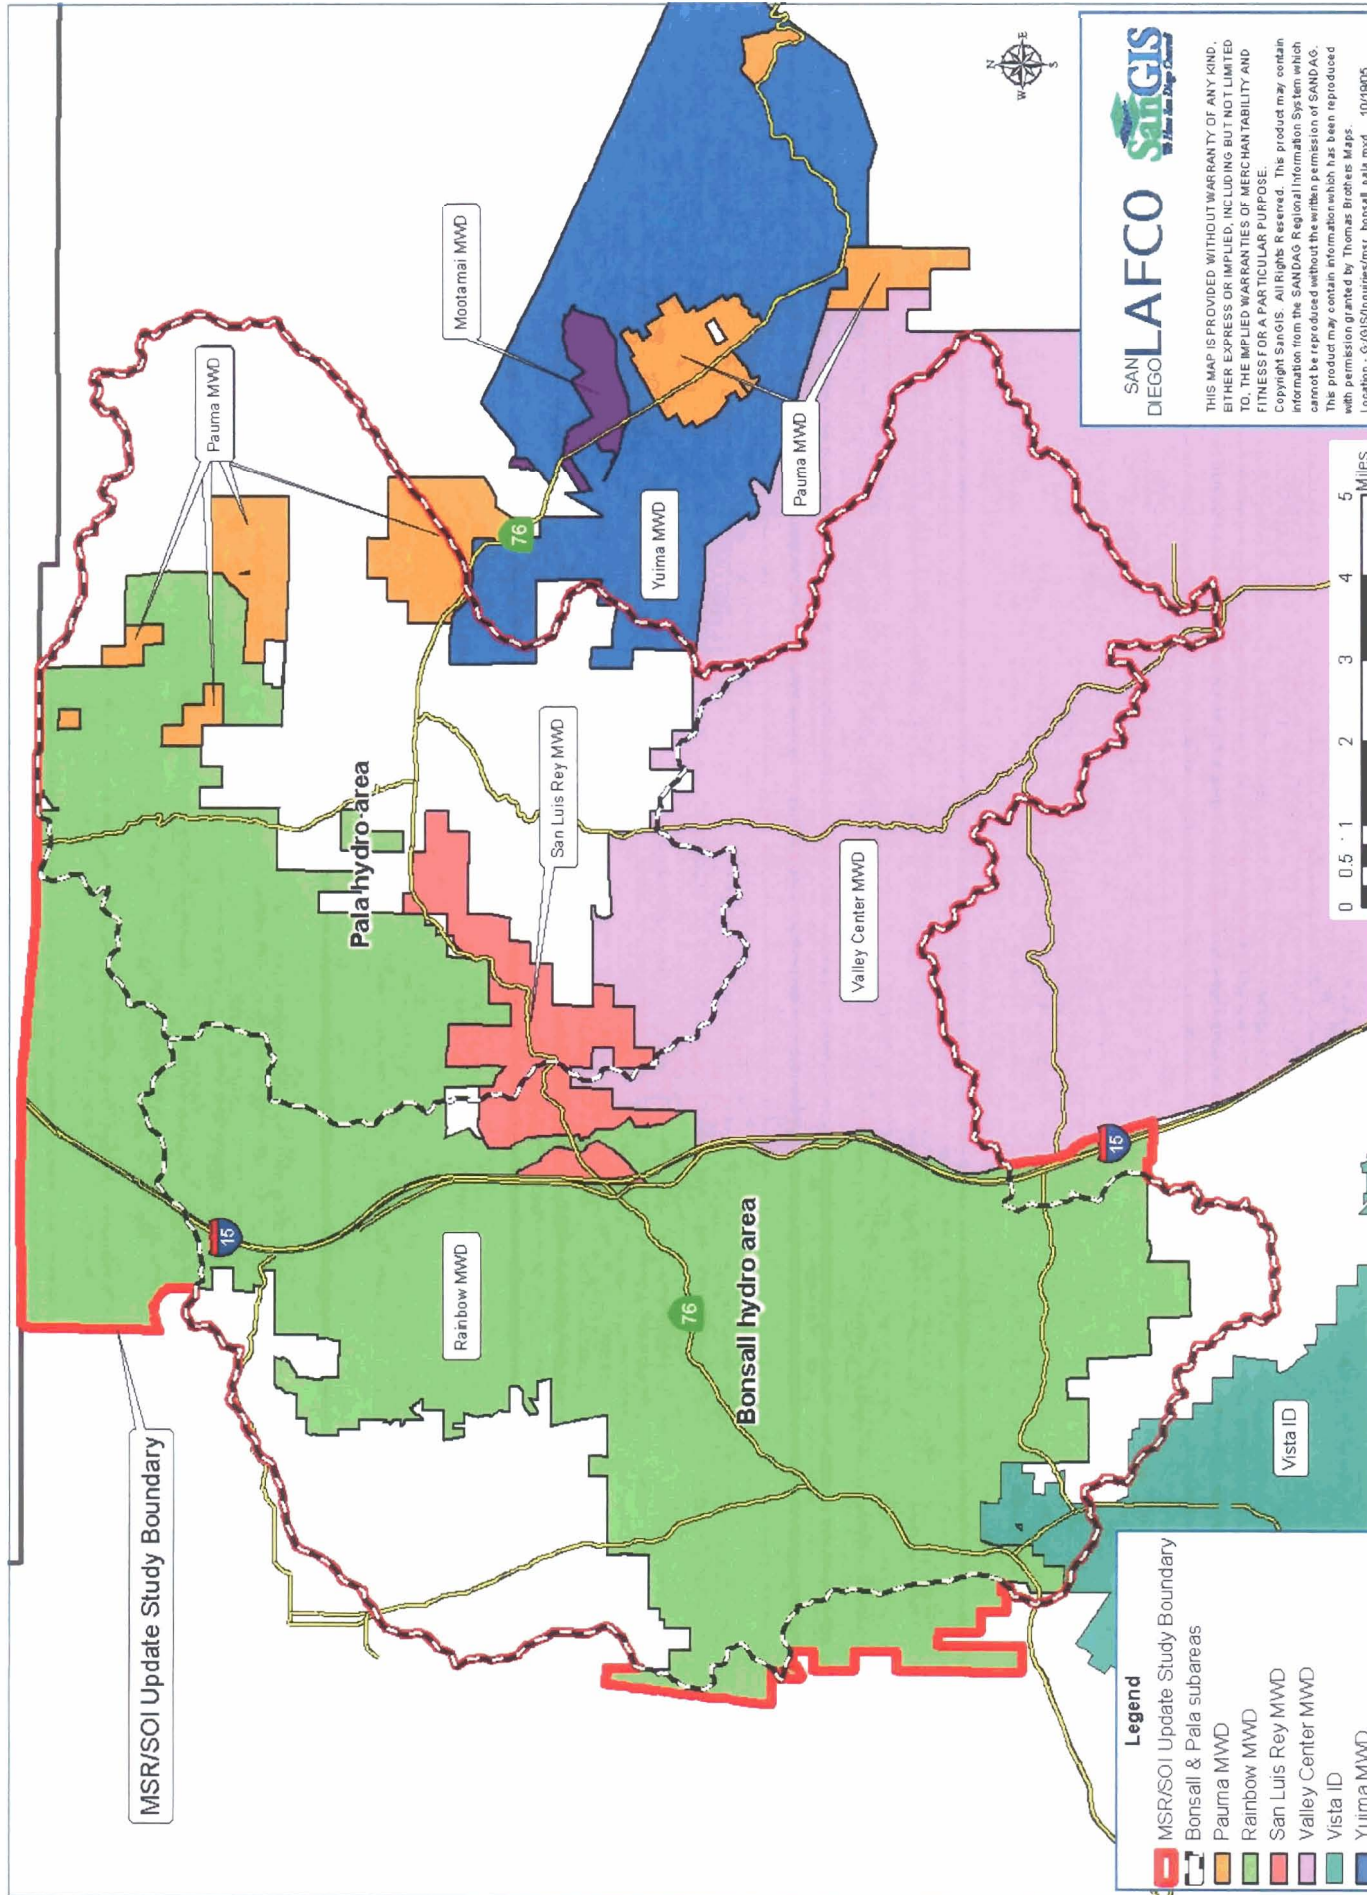 MSR/SOI Update Study Boundary
Pauma MWD
Mootamai MWD
Pala hydro area
San Luis Rey MWD
Yuima MWD
Pauma MWD
Rainbow MWD
Bonsall hydro area
Valley Center MWD
Vista ID
15
76
76
15
N
W
E
S
Legend
MSR/SOI Update Study Boundary
Bonsall & Pala subareas
Pauma MWD
Rainbow MWD
San Luis Rey MWD
Valley Center MWD
Vista ID
Yuima MWD
0 0.5 1 2 3 4 5
Miles
SAN
DIEGO LAFCO
SanGIS
We Have San Diego Covered!
THIS MAP IS PROVIDED WITHOUT WARRANTY OF ANY KIND,
EITHER EXPRESS OR IMPLIED, INCLUDING BUT NOT LIMITED
TO, THE IMPLIED WARRANTIES OF MERCHANTABILITY AND
FITNESS FOR A PARTICULAR PURPOSE.
Copyright SanGIS. All Rights Reserved. This product may contain
information from the SANDAG Regional Information System which
cannot be reproduced without the written permission of SANDAG.
This product may contain information which has been reproduced
with permission granted by Thomas Brothers Maps.